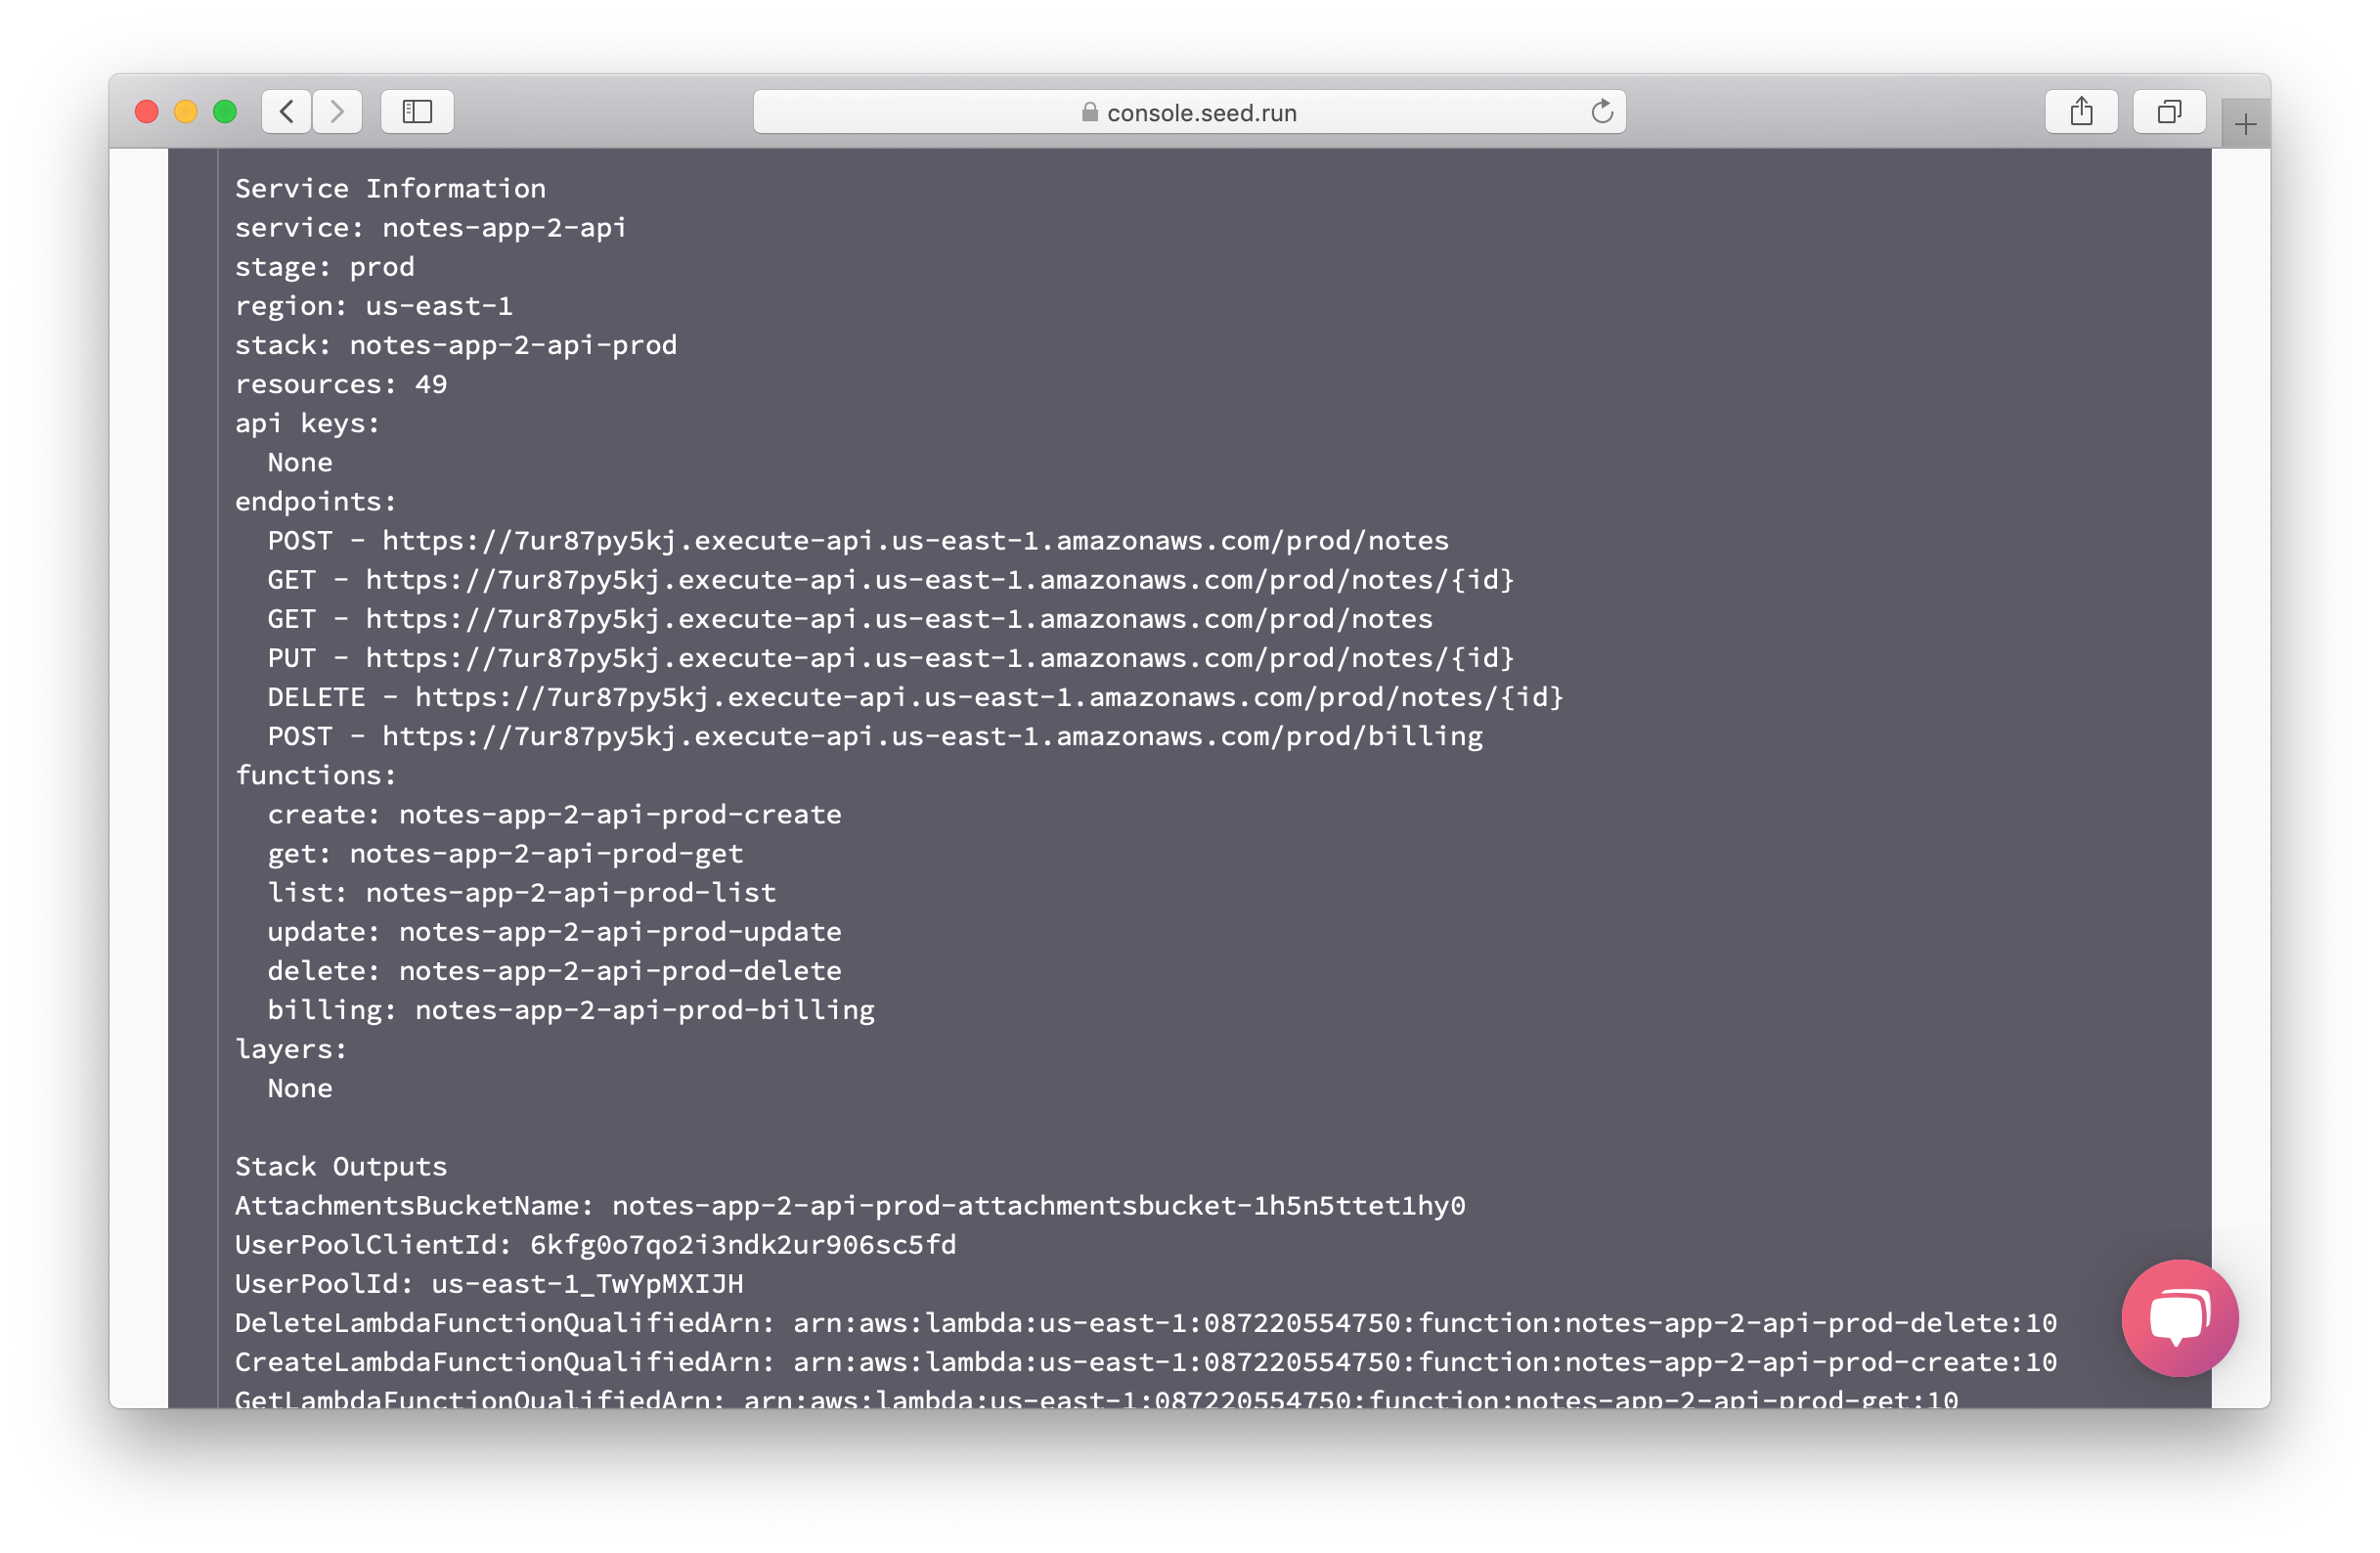 console.seed.run
Service Information
service: notes-app-2-api
stage: prod
region: us-east-1
stack: notes-app-2-api-prod
resources: 49
api keys:
  None
endpoints:
  POST - https://7ur87py5kj.execute-api.us-east-1.amazonaws.com/prod/notes
  GET - https://7ur87py5kj.execute-api.us-east-1.amazonaws.com/prod/notes/{id}
  GET - https://7ur87py5kj.execute-api.us-east-1.amazonaws.com/prod/notes
  PUT - https://7ur87py5kj.execute-api.us-east-1.amazonaws.com/prod/notes/{id}
  DELETE - https://7ur87py5kj.execute-api.us-east-1.amazonaws.com/prod/notes/{id}
  POST - https://7ur87py5kj.execute-api.us-east-1.amazonaws.com/prod/billing
functions:
  create: notes-app-2-api-prod-create
  get: notes-app-2-api-prod-get
  list: notes-app-2-api-prod-list
  update: notes-app-2-api-prod-update
  delete: notes-app-2-api-prod-delete
  billing: notes-app-2-api-prod-billing
layers:
  None
Stack Outputs
AttachmentsBucketName: notes-app-2-api-prod-attachmentsbucket-1h5n5ttet1hy0
UserPoolClientId: 6kfg0o7qo2i3ndk2ur906sc5fd
UserPoolId: us-east-1_TwYpMXIJH
DeleteLambdaFunctionQualifiedArn: arn:aws:lambda:us-east-1:087220554750:function:notes-app-2-api-prod-delete:10
CreateLambdaFunctionQualifiedArn: arn:aws:lambda:us-east-1:087220554750:function:notes-app-2-api-prod-create:10
GetLambdaFunctionQualifiedArn: arn:aws:lambda:us-east-1:087220554750:function:notes-app-2-api-prod-get:10